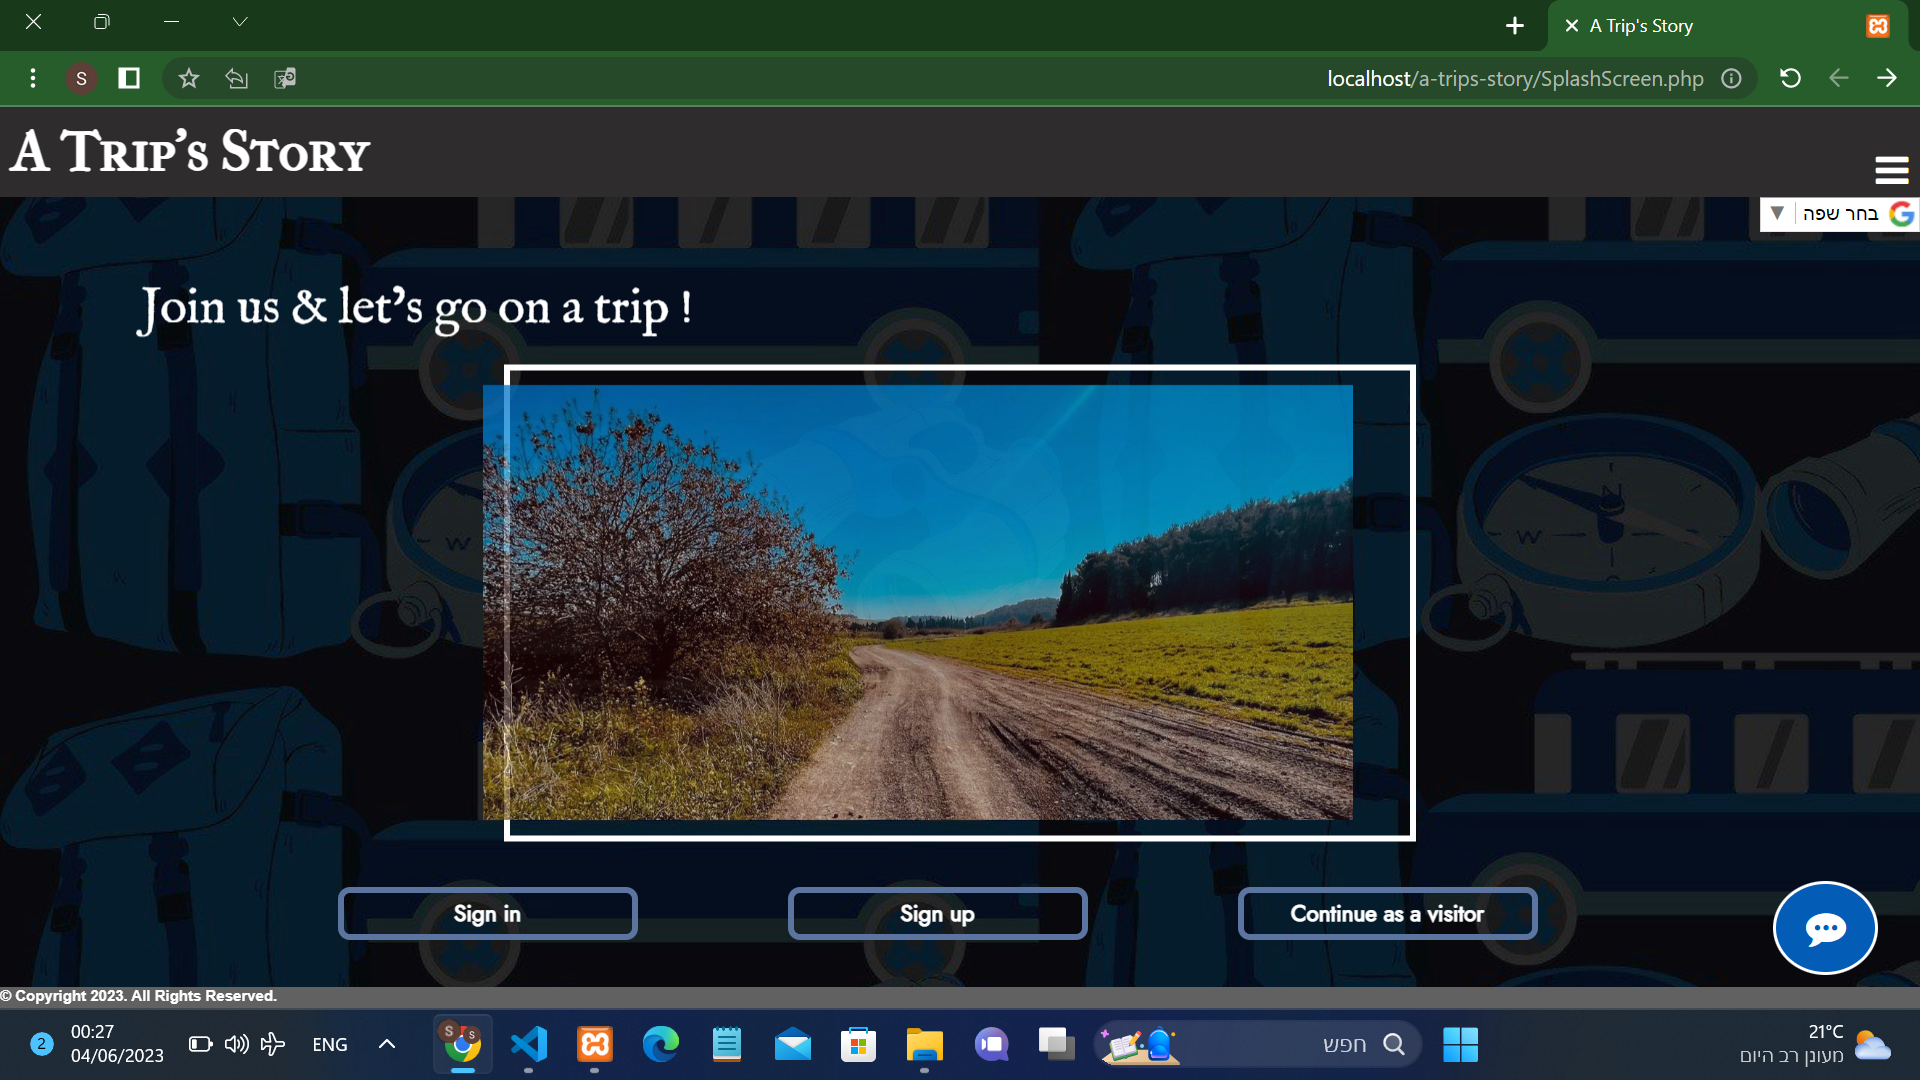 A Trip's Story
S
localhost/a-trips-story/SplashScreen.php
A Trip's Story
בחר שפה
Join us & let's go on a trip !
N
W
W
Sign in
Sign up
Continue as a visitor
© Copyright 2023. All Rights Reserved.
2
00:27
04/06/2023
ENG
S
S
חפש
21°C
מעונן רב היום